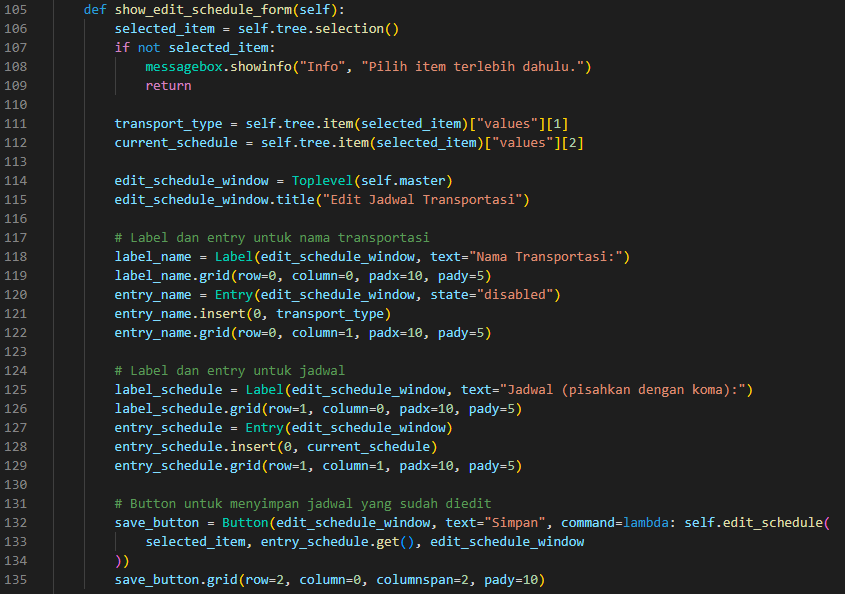 105 def show_edit_schedule_form(self):
106 selected_item = self.tree.selection()
107 if not selected_item:
108 messagebox.showinfo("Info", "Pilih item terlebih dahulu.")
109 return
110
111 transport_type = self.tree.item(selected_item)["values"][1]
112 current_schedule = self.tree.item(selected_item)["values"][2]
113
114 edit_schedule_window = Toplevel(self.master)
115 edit_schedule_window.title("Edit Jadwal Transportasi")
116
117 # Label dan entry untuk nama transportasi
118 label_name = Label(edit_schedule_window, text="Nama Transportasi:")
119 label_name.grid(row=0, column=0, padx=10, pady=5)
120 entry_name = Entry(edit_schedule_window, state="disabled")
121 entry_name.insert(0, transport_type)
122 entry_name.grid(row=0, column=1, padx=10, pady=5)
123
124 # Label dan entry untuk jadwal
125 label_schedule = Label(edit_schedule_window, text="Jadwal (pisahkan dengan koma):")
126 label_schedule.grid(row=1, column=0, padx=10, pady=5)
127 entry_schedule = Entry(edit_schedule_window)
128 entry_schedule.insert(0, current_schedule)
129 entry_schedule.grid(row=1, column=1, padx=10, pady=5)
130
131 # Button untuk menyimpan jadwal yang sudah diedit
132 save_button = Button(edit_schedule_window, text="Simpan", command=lambda: self.edit_schedule(
133 selected_item, entry_schedule.get(), edit_schedule_window
134 ))
135 save_button.grid(row=2, column=0, columnspan=2, pady=10)